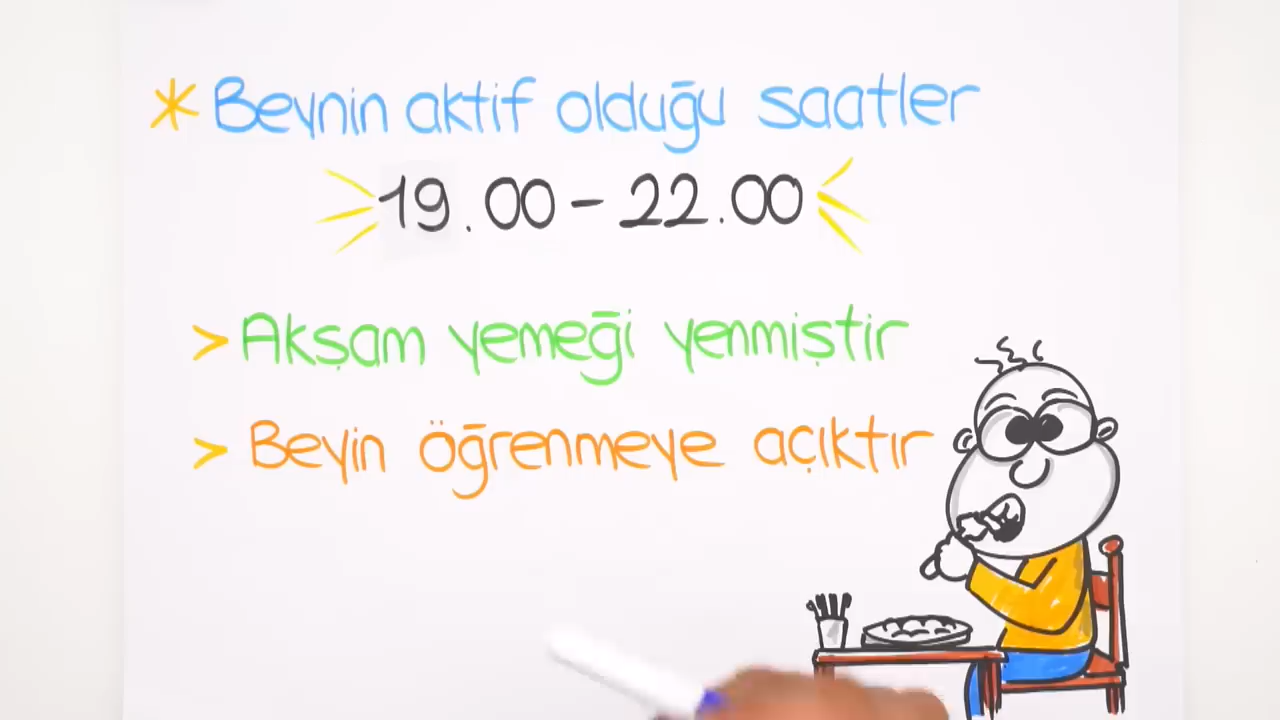 * Beynin aktif olduğu saatler
19.00 - 22.00
> Akşam yemeği yenmiştir
> Beyin öğrenmeye açıktır